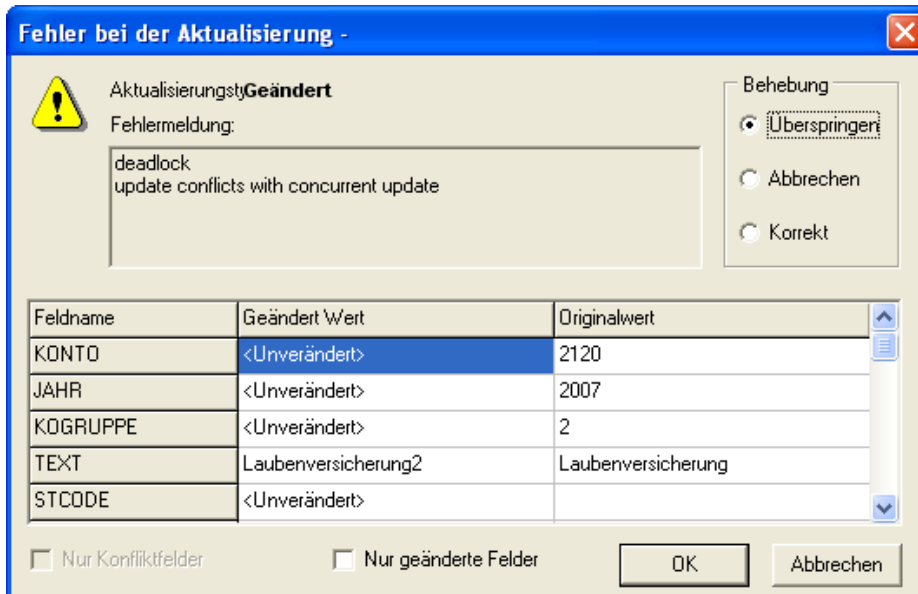 Fehler bei der Aktualisierung -
Aktualisierungsty Geändert
Fehlermeldung:
deadlock
update conflicts with concurrent update
Behebung
Überspringen
Abbrechen
Korrekt
Feldname Geändert Wert Originalwert
KONTO <Unverändert> 2120
JAHR <Unverändert> 2007
KOGRUPPE <Unverändert> 2
TEXT Laubenversicherung2 Laubenversicherung
STCODE <Unverändert>
Nur Konfliktfelder Nur geänderte Felder OK Abbrechen